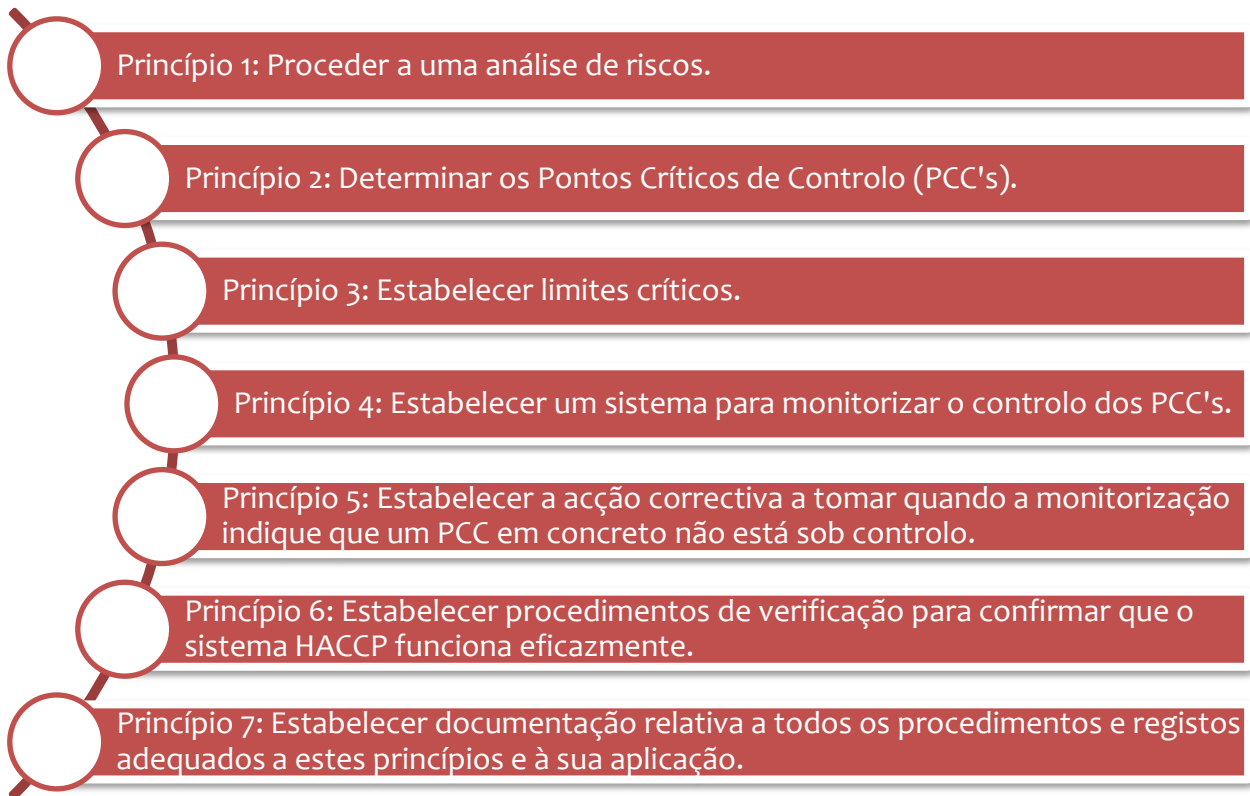 Princípio 1: Proceder a uma análise de riscos.
Princípio 2: Determinar os Pontos Críticos de Controlo (PCC's).
Princípio 3: Estabelecer limites críticos.
Princípio 4: Estabelecer um sistema para monitorizar o controlo dos PCC's.
Princípio 5: Estabelecer a acção correctiva a tomar quando a monitorização
indique que um PCC em concreto não está sob controlo.
Princípio 6: Estabelecer procedimentos de verificação para confirmar que o
sistema HACCP funciona eficazmente.
Princípio 7: Estabelecer documentação relativa a todos os procedimentos e registos
adequados a estes princípios e à sua aplicação.